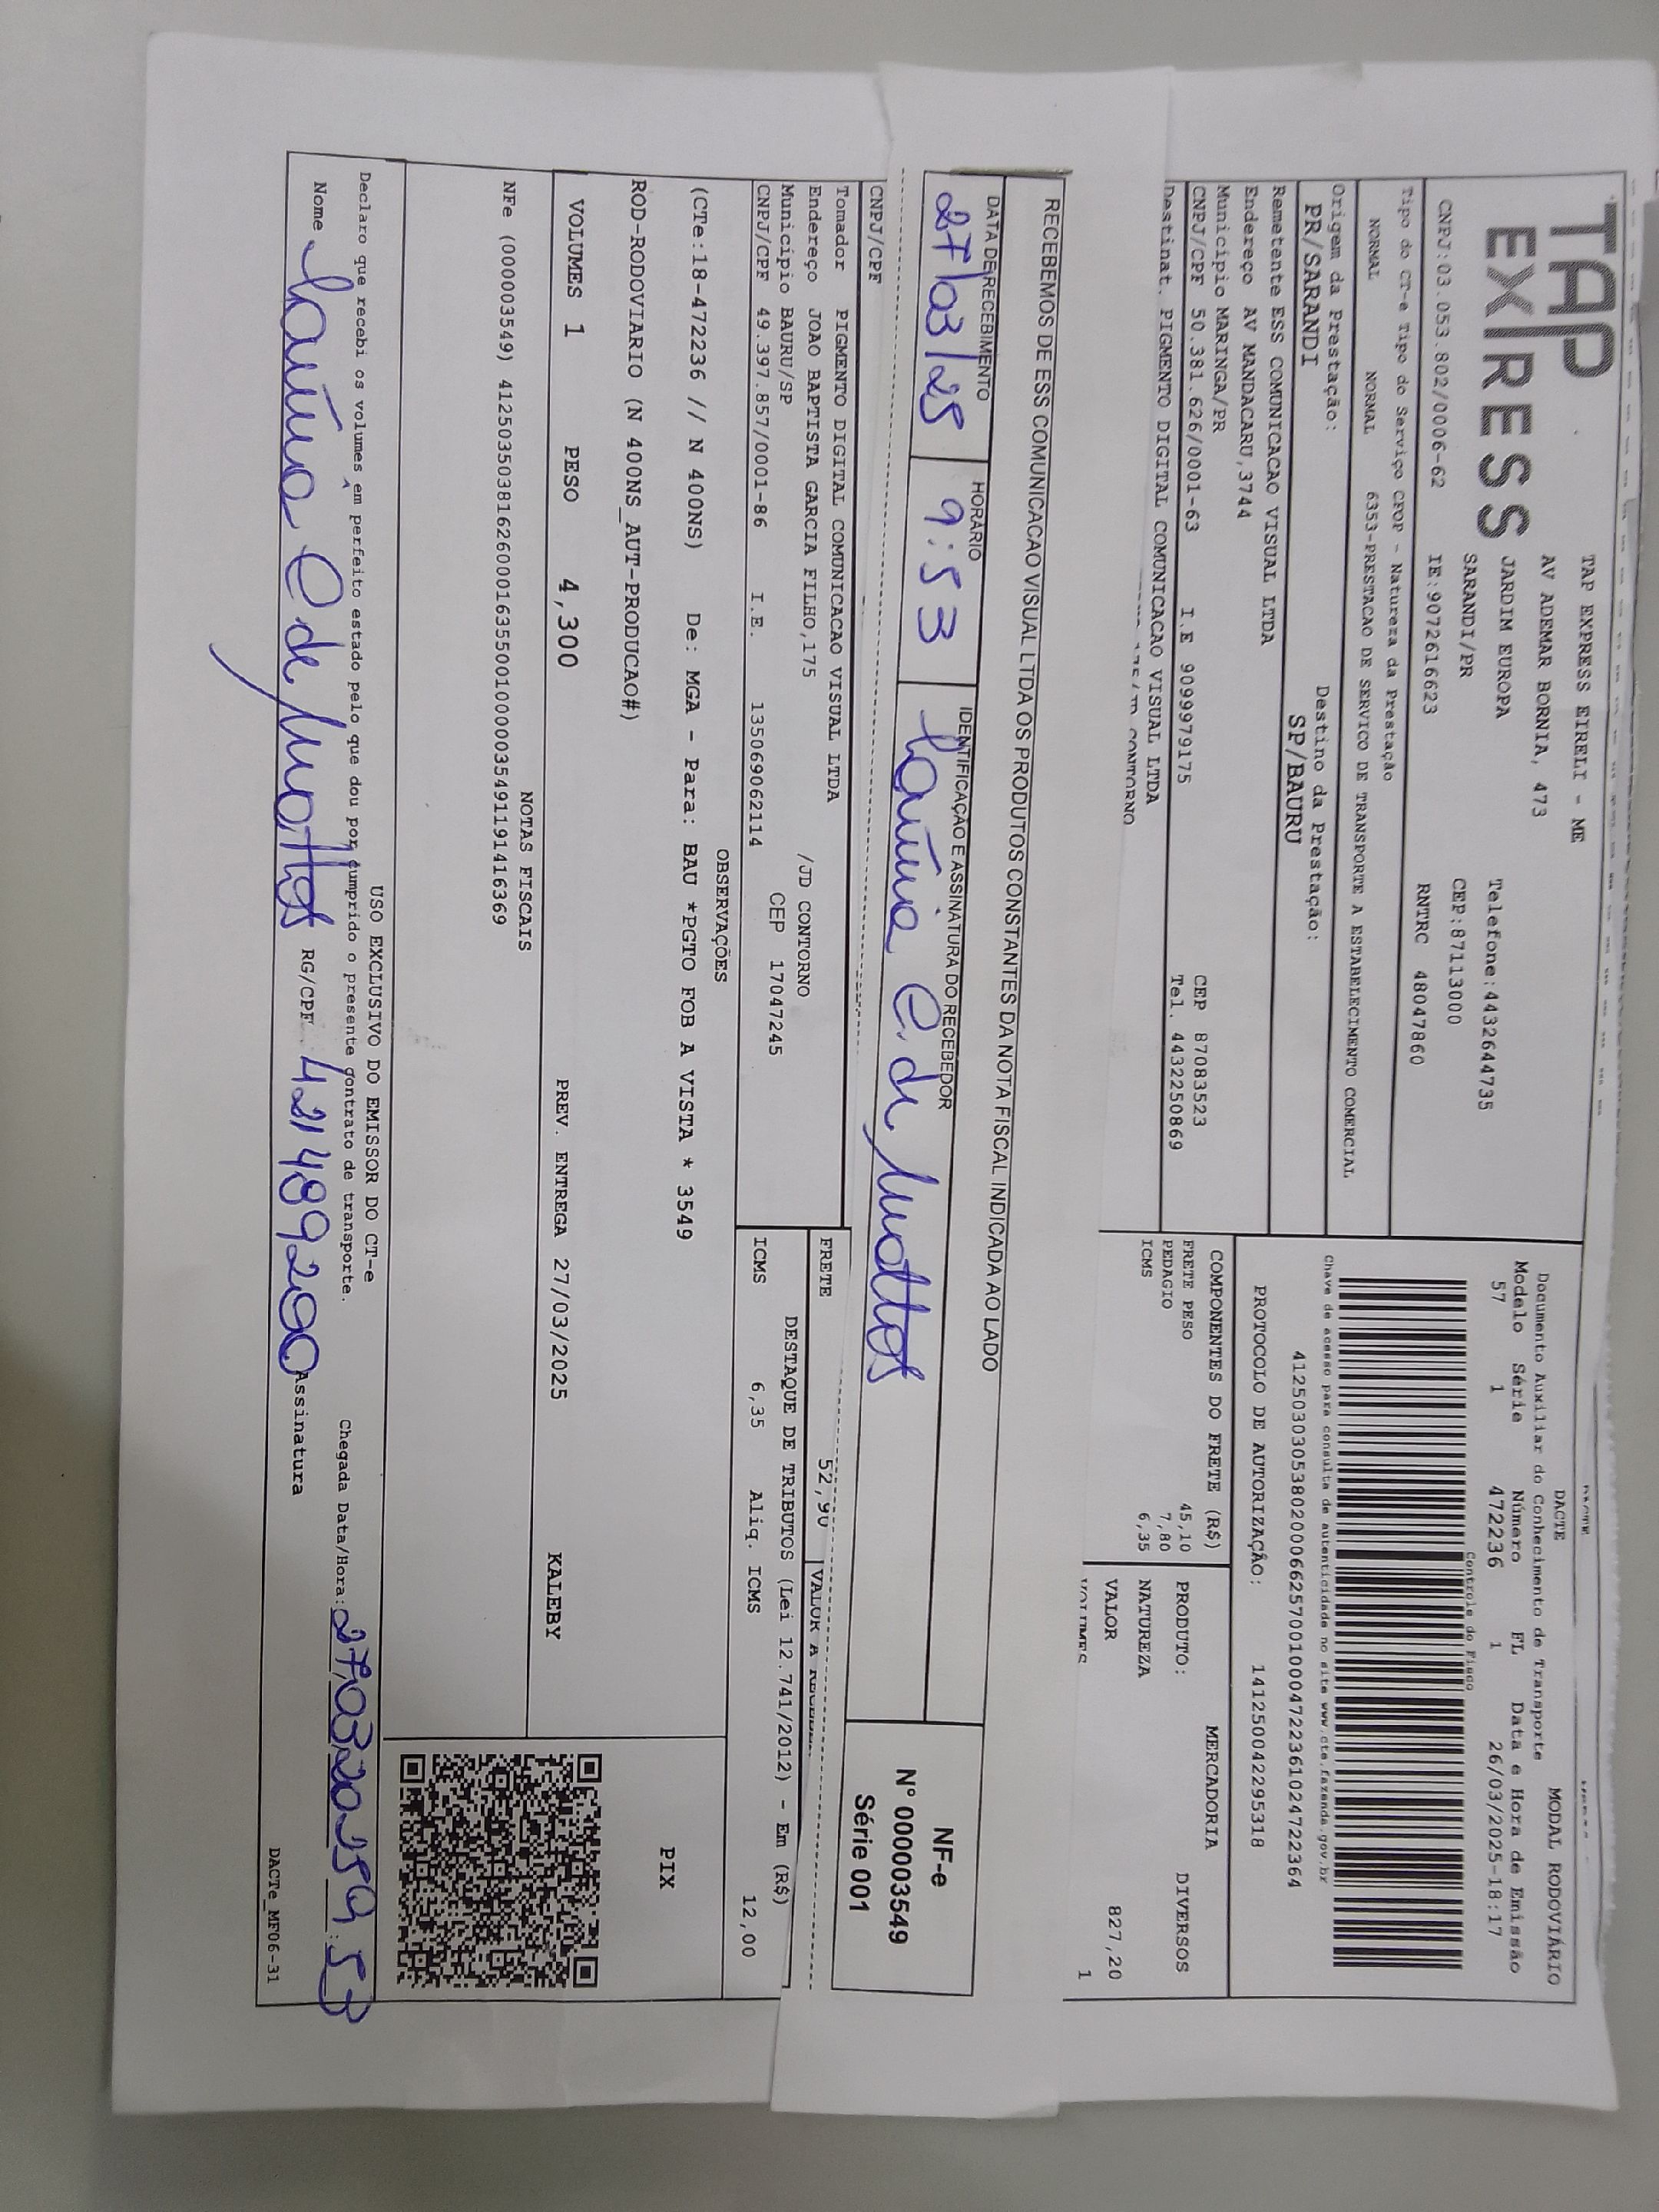 TAP
EXPRESS
TAP EXPRESS EIRELI - ME
AV ADEMAR BORNIA, 473
JARDIM EUROPA
SARANDI/PR
Telefone:4432644735
CEP:87113000
CNPJ:03.053.802/0006-62 IE:9072616623 RNTRC 48047860
DACTE MODAL RODOVIÁRIO
Documento Auxiliar do Conhecimento de Transporte
Modelo Série Número FL Data e Hora de Emissão
57 1 472236 1 26/03/2025-18:17
Controle do Fisco
Tipo do CT-e Tipo do Serviço CFOP - Natureza da Prestação
NORMAL NORMAL 6353-PRESTACAO DE SERVICO DE TRANSPORTE A ESTABELECIMENTO COMERCIAL
Chave de acesso para consulta de autenticidade no site www.cte.fazenda.gov.br
41250303053802000662570010004722361024722364
Origem da Prestação: Destino da Prestação:
PR/SARANDI SP/BAURU
PROTOCOLO DE AUTORIZAÇÃO: 141250042295318
Remetente ESS COMUNICACAO VISUAL LTDA
Endereço AV MANDACARU,3744
Municipio MARINGA/PR CEP 87083523
CNPJ/CPF 50.381.626/0001-63 I.E 9099979175 Tel. 4432250869
Destinat. PIGMENTO DIGITAL COMUNICACAO VISUAL LTDA
COMPONENTES DO FRETE (R$)
FRETE PESO 45,10
PEDAGIO 7,80
ICMS 6,35
MERCADORIA
PRODUTO: DIVERSOS
NATUREZA
VALOR 827,20
VOLUMES 1
RECEBEMOS DE ESS COMUNICACAO VISUAL LTDA OS PRODUTOS CONSTANTES DA NOTA FISCAL INDICADA AO LADO
DATA DE RECEBIMENTO HORÁRIO IDENTIFICAÇÃO E ASSINATURA DO RECEBEDOR
27/03/25 9:53 C. de Mattos
NF-e
Nº 000003549
Série 001
CNPJ/CPF
Tomador PIGMENTO DIGITAL COMUNICACAO VISUAL LTDA
Endereço JOAO BAPTISTA GARCIA FILHO,175 /JD CONTORNO
Municipio BAURU/SP CEP 17047245
CNPJ/CPF 49.397.857/0001-86 I.E. 135069062114
FRETE 52,90 VALOR A
DESTAQUE DE TRIBUTOS (Lei 12.741/2012) - Em (R$)
ICMS 6,35 Aliq. ICMS 12,00
OBSERVAÇÕES
(CTe:18-472236 // N 400NS) De: MGA - Para: BAU *PGTO FOB A VISTA * 3549
ROD-RODOVIARIO (N 400NS_AUT-PRODUCAO#)
PIX
VOLUMES 1 PESO 4,300 PREV. ENTREGA 27/03/2025 KALEBY
NOTAS FISCAIS
NFe (000003549) 41250350381626000163550010000035491191416369
USO EXCLUSIVO DO EMISSOR DO CT-e
Declaro que recebi os volumes em perfeito estado pelo que dou por cumprido o presente contrato de transporte. Chegada Data/Hora: 27/03/2025 9:53
Nome C de Mattos RG/CPF 421489290 Assinatura
DACTe_MF06-31